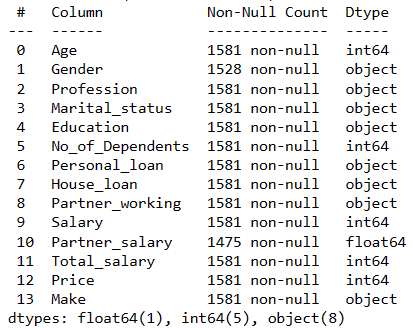 #   Column            Non-Null Count  Dtype
---  ------            --------------  -----
0   Age               1581 non-null   int64
1   Gender            1528 non-null   object
2   Profession        1581 non-null   object
3   Marital_status    1581 non-null   object
4   Education         1581 non-null   object
5   No_of_Dependents  1581 non-null   int64
6   Personal_loan     1581 non-null   object
7   House_loan        1581 non-null   object
8   Partner_working   1581 non-null   object
9   Salary            1581 non-null   int64
10  Partner_salary    1475 non-null   float64
11  Total_salary      1581 non-null   int64
12  Price             1581 non-null   int64
13  Make              1581 non-null   object
dtypes: float64(1), int64(5), object(8)